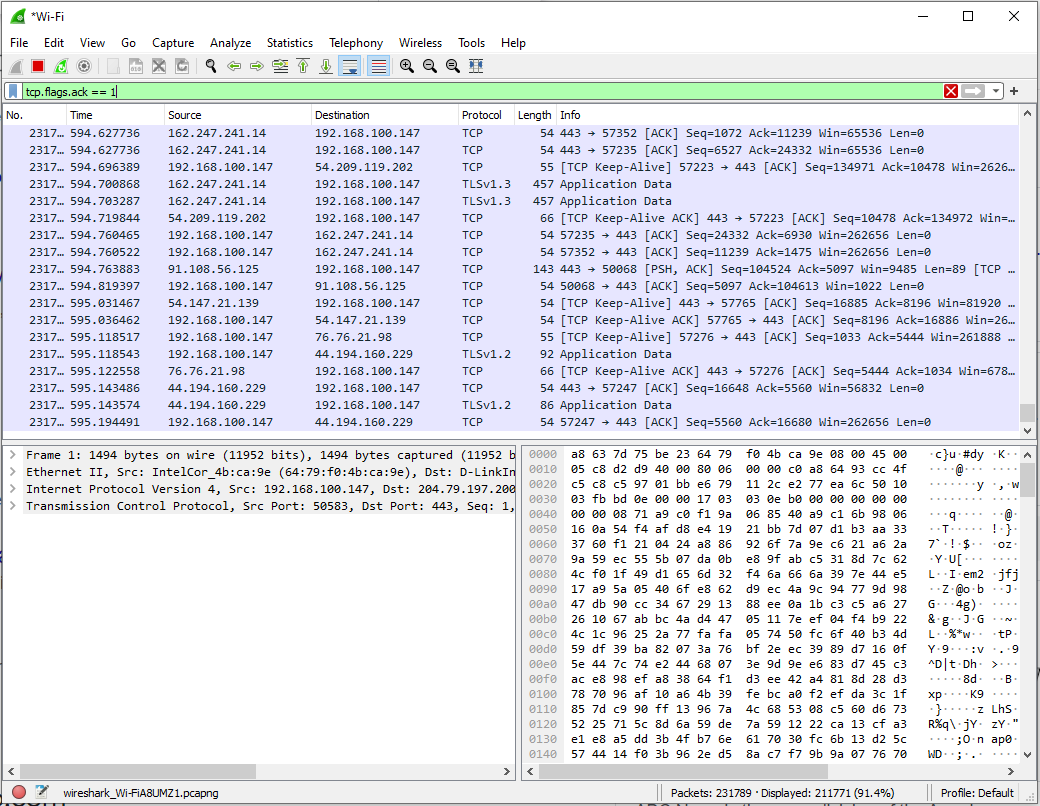 *Wi-Fi
File Edit View Go Capture Analyze Statistics Telephony Wireless Tools Help
tcp.flags.ack == 1
No. Time Source Destination Protocol Length Info
2317… 594.627736 162.247.241.14 192.168.100.147 TCP 54 443 → 57352 [ACK] Seq=1072 Ack=11239 Win=65536 Len=0
2317… 594.627736 162.247.241.14 192.168.100.147 TCP 54 443 → 57235 [ACK] Seq=6527 Ack=24332 Win=65536 Len=0
2317… 594.696389 192.168.100.147 54.209.119.202 TCP 55 [TCP Keep-Alive] 57223 → 443 [ACK] Seq=134971 Ack=10478 Win=2626…
2317… 594.700868 162.247.241.14 192.168.100.147 TLSv1.3 457 Application Data
2317… 594.703287 162.247.241.14 192.168.100.147 TLSv1.3 457 Application Data
2317… 594.719844 54.209.119.202 192.168.100.147 TCP 66 [TCP Keep-Alive ACK] 443 → 57223 [ACK] Seq=10478 Ack=134972 Win=…
2317… 594.760465 192.168.100.147 162.247.241.14 TCP 54 57235 → 443 [ACK] Seq=24332 Ack=6930 Win=262656 Len=0
2317… 594.760522 192.168.100.147 162.247.241.14 TCP 54 57352 → 443 [ACK] Seq=11239 Ack=1475 Win=262656 Len=0
2317… 594.763883 91.108.56.125 192.168.100.147 TCP 143 443 → 50068 [PSH, ACK] Seq=104524 Ack=5097 Win=9485 Len=89 [TCP …
2317… 594.819397 192.168.100.147 91.108.56.125 TCP 54 50068 → 443 [ACK] Seq=5097 Ack=104613 Win=1022 Len=0
2317… 595.031467 54.147.21.139 192.168.100.147 TCP 54 [TCP Keep-Alive] 443 → 57765 [ACK] Seq=16885 Ack=8196 Win=81920 …
2317… 595.036462 192.168.100.147 54.147.21.139 TCP 54 [TCP Keep-Alive ACK] 57765 → 443 [ACK] Seq=8196 Ack=16886 Win=26…
2317… 595.118517 192.168.100.147 76.76.21.98 TCP 55 [TCP Keep-Alive] 57276 → 443 [ACK] Seq=1033 Ack=5444 Win=261888 …
2317… 595.118543 192.168.100.147 44.194.160.229 TLSv1.2 92 Application Data
2317… 595.122558 76.76.21.98 192.168.100.147 TCP 66 [TCP Keep-Alive ACK] 443 → 57276 [ACK] Seq=5444 Ack=1034 Win=678…
2317… 595.143486 44.194.160.229 192.168.100.147 TCP 54 443 → 57247 [ACK] Seq=16648 Ack=5560 Win=56832 Len=0
2317… 595.143574 44.194.160.229 192.168.100.147 TLSv1.2 86 Application Data
2317… 595.194491 192.168.100.147 44.194.160.229 TCP 54 57247 → 443 [ACK] Seq=5560 Ack=16680 Win=262656 Len=0
Frame 1: 1494 bytes on wire (11952 bits), 1494 bytes captured (11952 b
Ethernet II, Src: IntelCor_4b:ca:9e (64:79:f0:4b:ca:9e), Dst: D-LinkIn
Internet Protocol Version 4, Src: 192.168.100.147, Dst: 204.79.197.200
Transmission Control Protocol, Src Port: 50583, Dst Port: 443, Seq: 1,
0000 a8 63 7d 75 be 23 64 79 f0 4b ca 9e 08 00 45 00 ·c}u·#dy ·K····E·
0010 05 c8 d2 d9 40 00 80 06 00 00 c0 a8 64 93 cc 4f
0020 c5 c8 c5 97 01 bb e6 79 11 2c e2 77 ea 6c 50 10
0030 03 fb bd 0e 00 00 17 03 03 0e b0 00 00 00 00 00
0040 00 00 08 71 a9 c0 f1 9a 06 85 40 a9 c1 6b 98 06
0050 16 0a 54 f4 af d8 e4 19 21 bb 7d 07 d1 b3 aa 33
0060 37 60 f1 21 04 24 a8 86 92 6f 7a 9e c6 21 a6 2a
0070 9a 59 ec 55 5b 07 da 0b e8 9f ab c5 31 8d 7c 62
0080 4c f0 1f 49 d1 65 6d 32 f4 6a 66 6a 39 7e 44 e5
0090 17 a9 5a 05 40 6f e8 62 d9 ec 4a 9c 94 77 9d 98
00a0 47 db 90 cc 34 67 29 13 88 ee 0a 1b c3 c5 a6 27
00b0 26 10 67 ab bc 4a d4 47 05 11 7e ef 04 f4 b9 22
00c0 4c 1c 96 25 2a 77 fa fa 05 74 50 fc 6f 40 b3 4d
00d0 59 df 39 ba 82 07 3a 76 bf 2e ec 39 89 d7 16 0f
00e0 5e 44 7c 74 e2 44 68 07 3e 9d 9e e6 83 d7 45 c3
00f0 ac e8 98 ef a8 38 64 f1 d3 ee 42 a4 81 8d 28 d3
0100 78 70 96 af 10 a6 4b 39 fe bc a0 f2 ef da 3c 1f
0110 85 7d c9 90 ff 13 96 7a 4c 68 53 08 c5 60 d6 73
0120 52 25 71 5c 8d 6a 59 de 7a 59 12 22 ca 13 cf a3
0130 e1 e8 a5 dd 3b 4f b7 6e 61 70 30 fc 6b 13 d2 5c
0140 57 44 14 f0 3b 96 2e d5 8a c7 f7 9b 9a 07 76 70
wireshark_Wi-FiA8UMZ1.pcapng Packets: 231789 · Displayed: 211771 (91.4%) Profile: Default